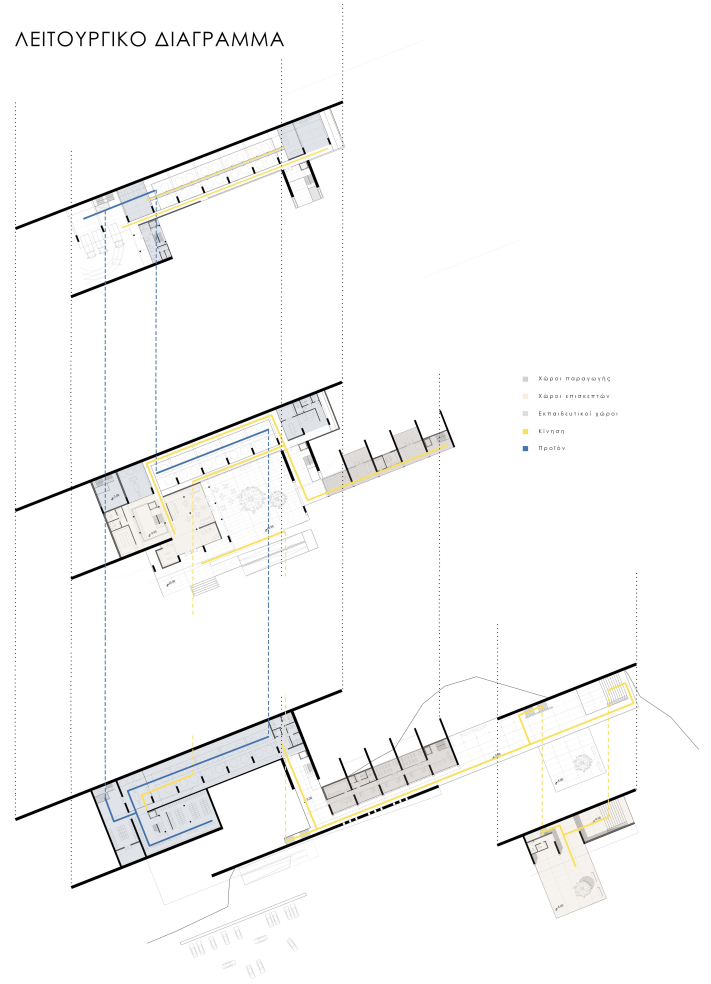 ΛΕΙΤΟΥΡΓΙΚΟ ΔΙΑΓΡΑΜΜΑ
Χώροι παραγωγής
Χώροι επισκεπτών
Εκπαιδευτικοί χώροι
Κίνηση
Προϊόν